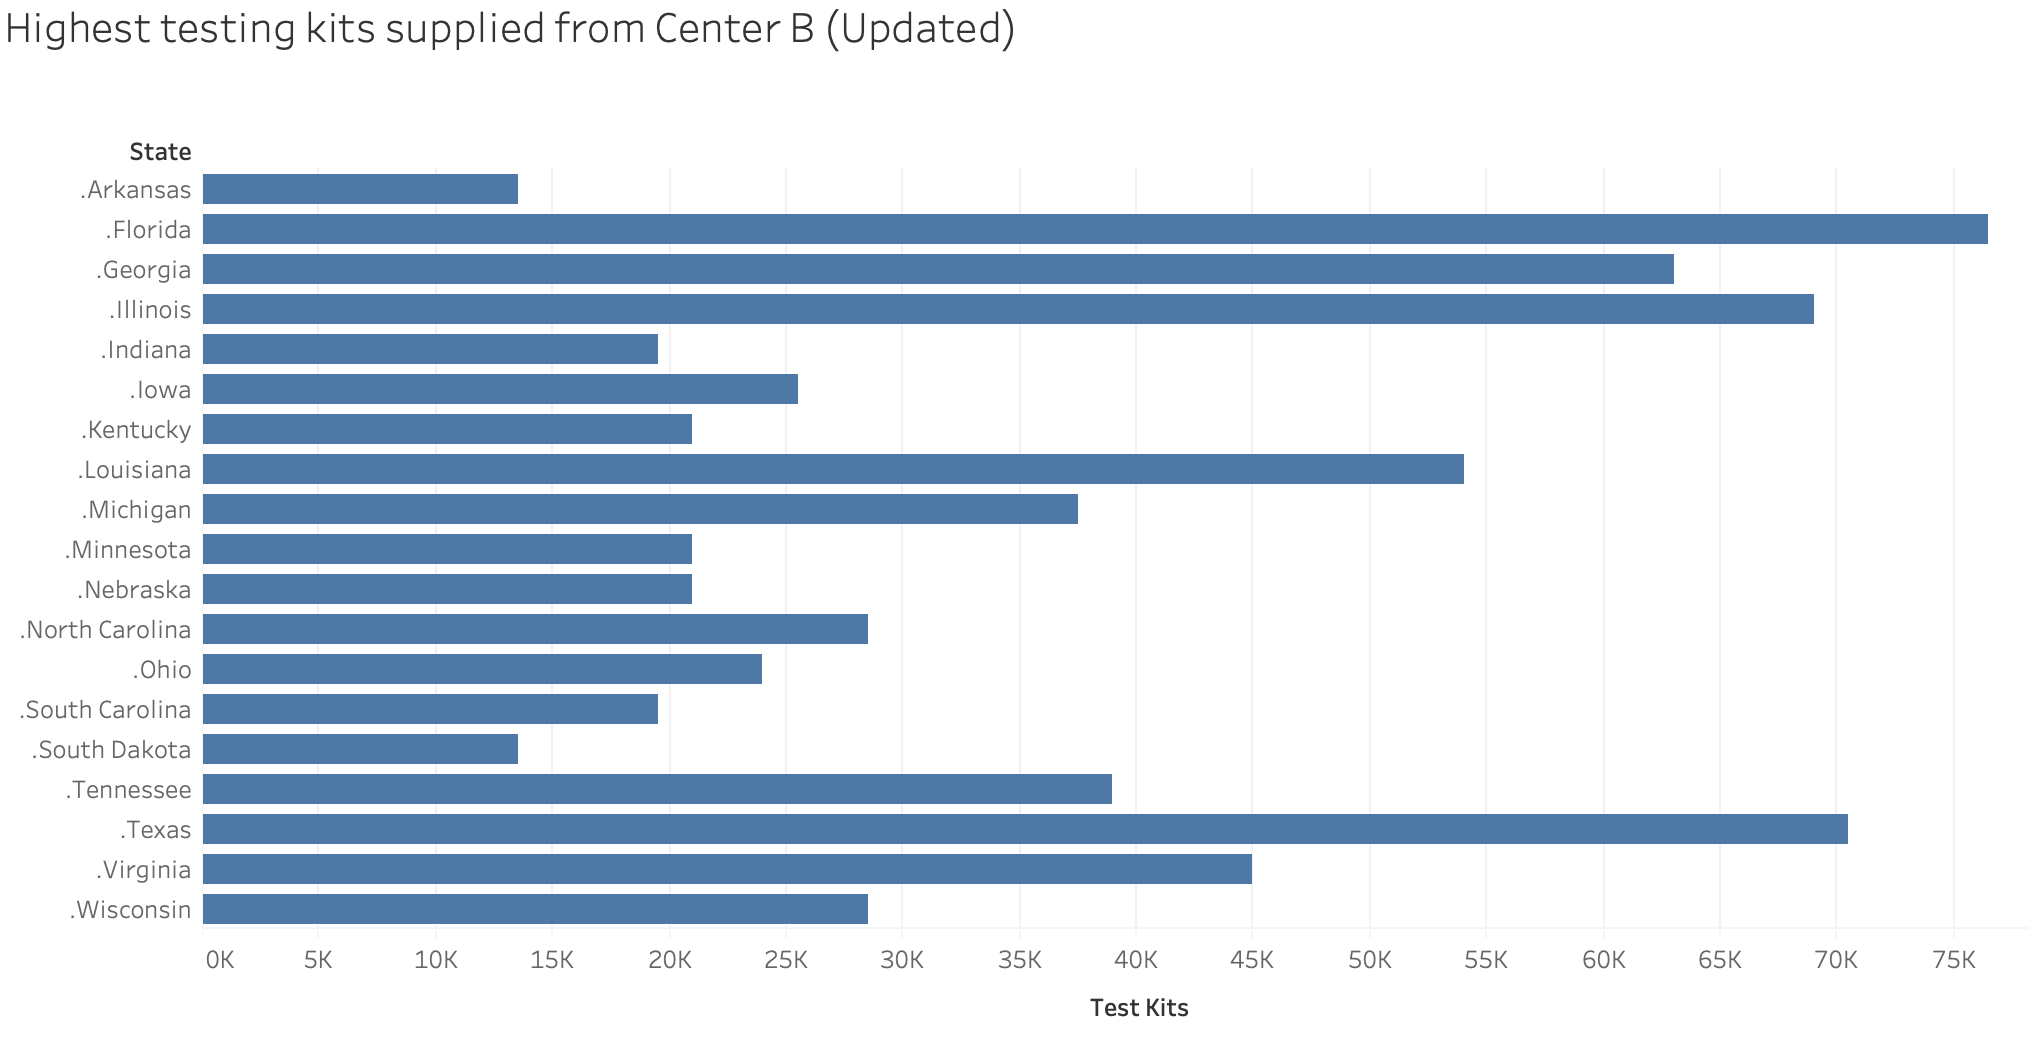 Highest testing kits supplied from Center B (Updated)
State
.Arkansas
.Florida
.Georgia
.Illinois
.Indiana
.Iowa
.Kentucky
.Louisiana
.Michigan
.Minnesota
.Nebraska
.North Carolina
.Ohio
.South Carolina
.South Dakota
.Tennessee
.Texas
.Virginia
.Wisconsin
0K 5K 10K 15K 20K 25K 30K 35K 40K 45K 50K 55K 60K 65K 70K 75K
Test Kits